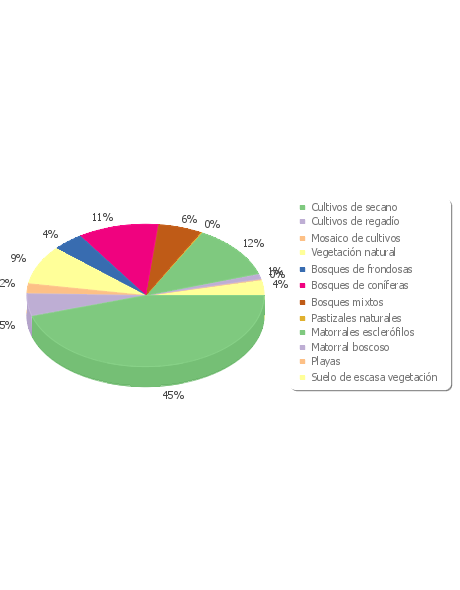 Cultivos de secano
Cultivos de regadío
Mosaico de cultivos
Vegetación natural
Bosques de frondosas
Bosques de coníferas
Bosques mixtos
Pastizales naturales
Matorrales esclerófilos
Matorral boscoso
Playas
Suelo de escasa vegetación
11%
6%
0%
4%
12%
9%
1%
0%
2%
4%
5%
45%